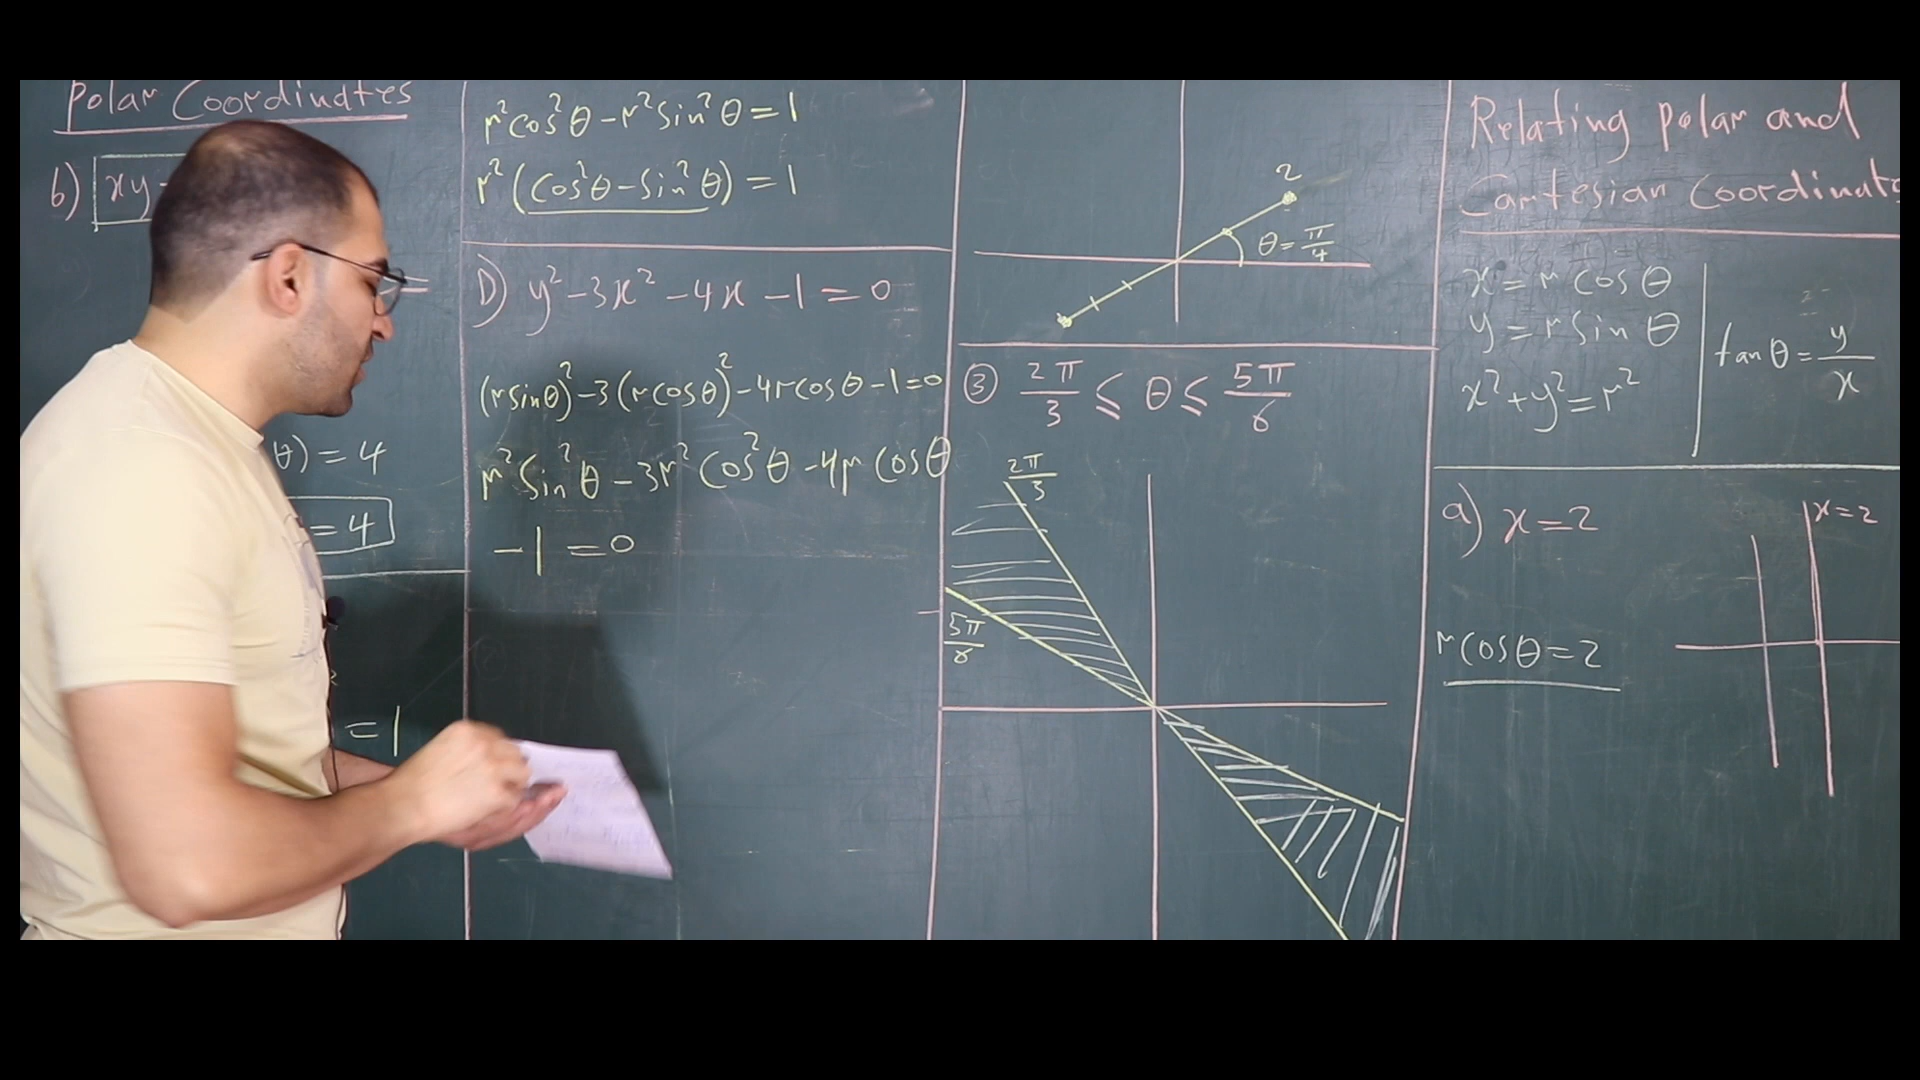 Polar Coordinates
b) xy
=
θ) = 4
= 4
2
= 1
r²cos²θ - r²sin²θ = 1
r² (cos²θ - sin²θ) = 1
D) y² - 3x² - 4x - 1 = 0
(r sinθ)² - 3(r cosθ)² - 4r cosθ - 1 = 0
r² sin²θ - 3r² cos²θ - 4r cosθ
-1 = 0
2
θ = π/4
③ 2π/3 ≤ θ ≤ 5π/6
2π/3
5π/6
Relating polar and
Cartesian Coordinate
x = r cos θ
y = r sin θ
x² + y² = r²
tan θ = y/x
a) x = 2
x = 2
r cosθ = 2